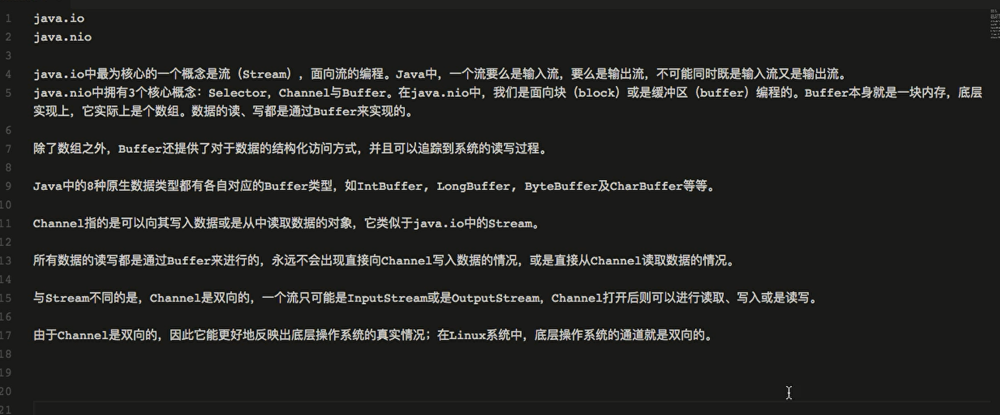 1 java.io
2 java.nio
3
4 java.io中最为核心的一个概念是流（Stream），面向流的编程。Java中，一个流要么是输入流，要么是输出流，不可能同时既是输入流又是输出流。
5 java.nio中拥有3个核心概念：Selector，Channel与Buffer。在java.nio中，我们是面向块（block）或是缓冲区（buffer）编程的。Buffer本身就是一块内存，底层
实现上，它实际上是个数组。数据的读、写都是通过Buffer来实现的。
6
7 除了数组之外，Buffer还提供了对于数据的结构化访问方式，并且可以追踪到系统的读写过程。
8
9 Java中的8种原生数据类型都有各自对应的Buffer类型，如IntBuffer, LongBuffer, ByteBuffer及CharBuffer等等。
10
11 Channel指的是可以向其写入数据或是从中读取数据的对象，它类似于java.io中的Stream。
12
13 所有数据的读写都是通过Buffer来进行的，永远不会出现直接向Channel写入数据的情况，或是直接从Channel读取数据的情况。
14
15 与Stream不同的是，Channel是双向的，一个流只可能是InputStream或是OutputStream，Channel打开后则可以进行读取、写入或是读写。
16
17 由于Channel是双向的，因此它能更好地反映出底层操作系统的真实情况；在Linux系统中，底层操作系统的通道就是双向的。
18
19
20
21